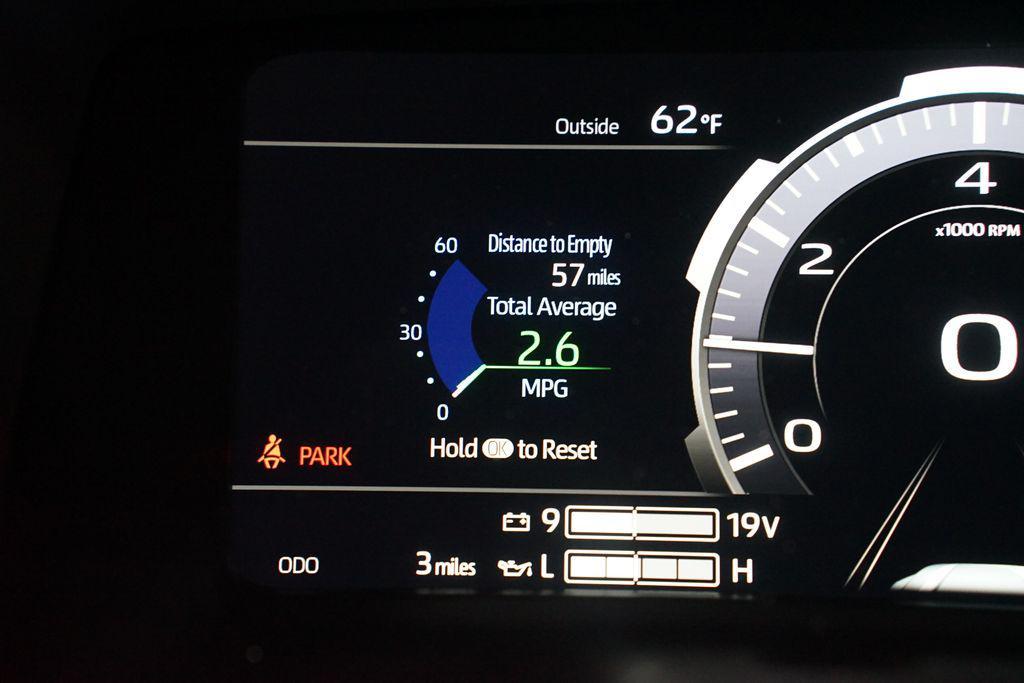 Outside 62°F
60 Distance to Empty
57 miles
Total Average
30 2.6
MPG
0
Hold OK to Reset
PARK
9 19V
ODO 3 miles L H
4
x1000 RPM
2
0
0